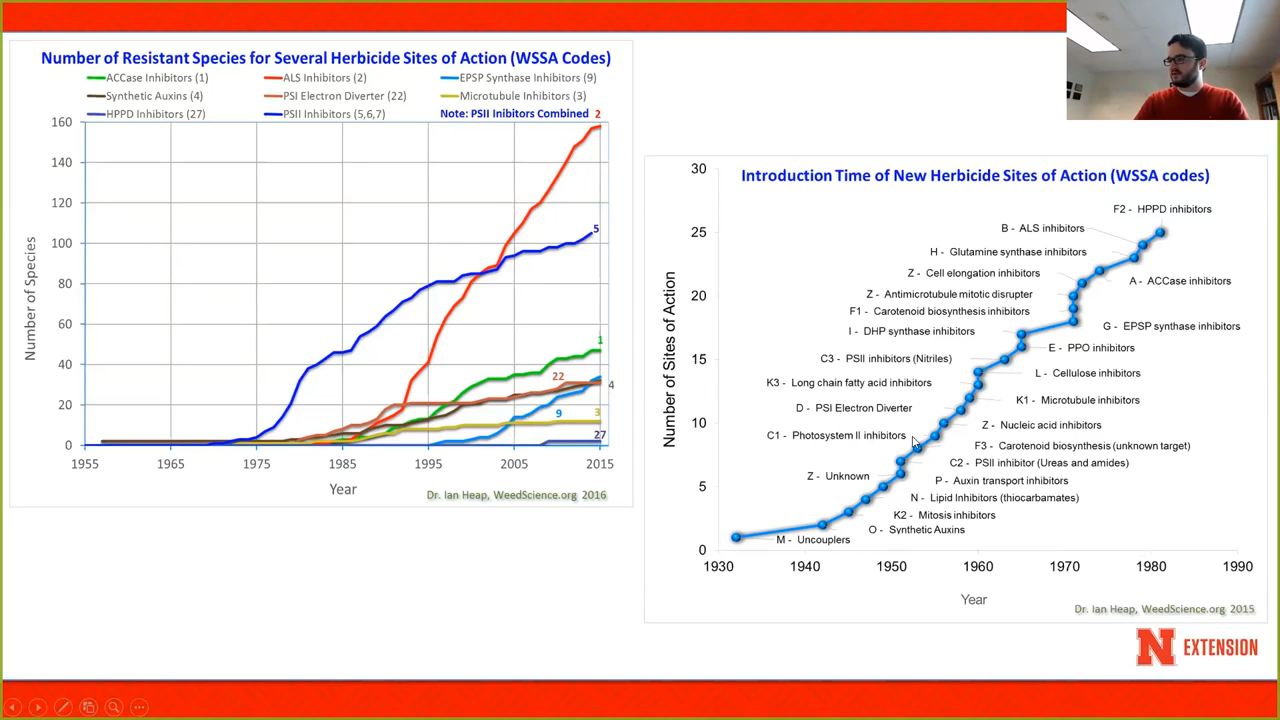 Number of Resistant Species for Several Herbicide Sites of Action (WSSA Codes)
ACCase Inhibitors (1)
ALS Inhibitors (2)
EPSP Synthase Inhibitors (9)
Synthetic Auxins (4)
PSI Electron Diverter (22)
Microtubule Inhibitors (3)
HPPD Inhibitors (27)
PSII Inhibitors (5,6,7)
Note: PSII Inibitors Combined
2
160
140
120
100
80
60
40
20
0
5
1
22
4
9
3
27
Number of Species
1955
1965
1975
1985
1995
2005
2015
Year
Dr. Ian Heap, WeedScience.org 2016
Introduction Time of New Herbicide Sites of Action (WSSA codes)
30
25
20
15
10
5
0
Number of Sites of Action
F2 - HPPD inhibitors
B - ALS inhibitors
H - Glutamine synthase inhibitors
Z - Cell elongation inhibitors
A - ACCase inhibitors
Z - Antimicrotubule mitotic disrupter
F1 - Carotenoid biosynthesis inhibitors
G - EPSP synthase inhibitors
I - DHP synthase inhibitors
E - PPO inhibitors
C3 - PSII inhibitors (Nitriles)
L - Cellulose inhibitors
K3 - Long chain fatty acid inhibitors
K1 - Microtubule inhibitors
D - PSI Electron Diverter
Z - Nucleic acid inhibitors
C1 - Photosystem II inhibitors
F3 - Carotenoid biosynthesis (unknown target)
C2 - PSII inhibitor (Ureas and amides)
Z - Unknown
P - Auxin transport inhibitors
N - Lipid Inhibitors (thiocarbamates)
K2 - Mitosis inhibitors
O - Synthetic Auxins
M - Uncouplers
1930
1940
1950
1960
1970
1980
1990
Year
Dr. Ian Heap, WeedScience.org 2015
N EXTENSION